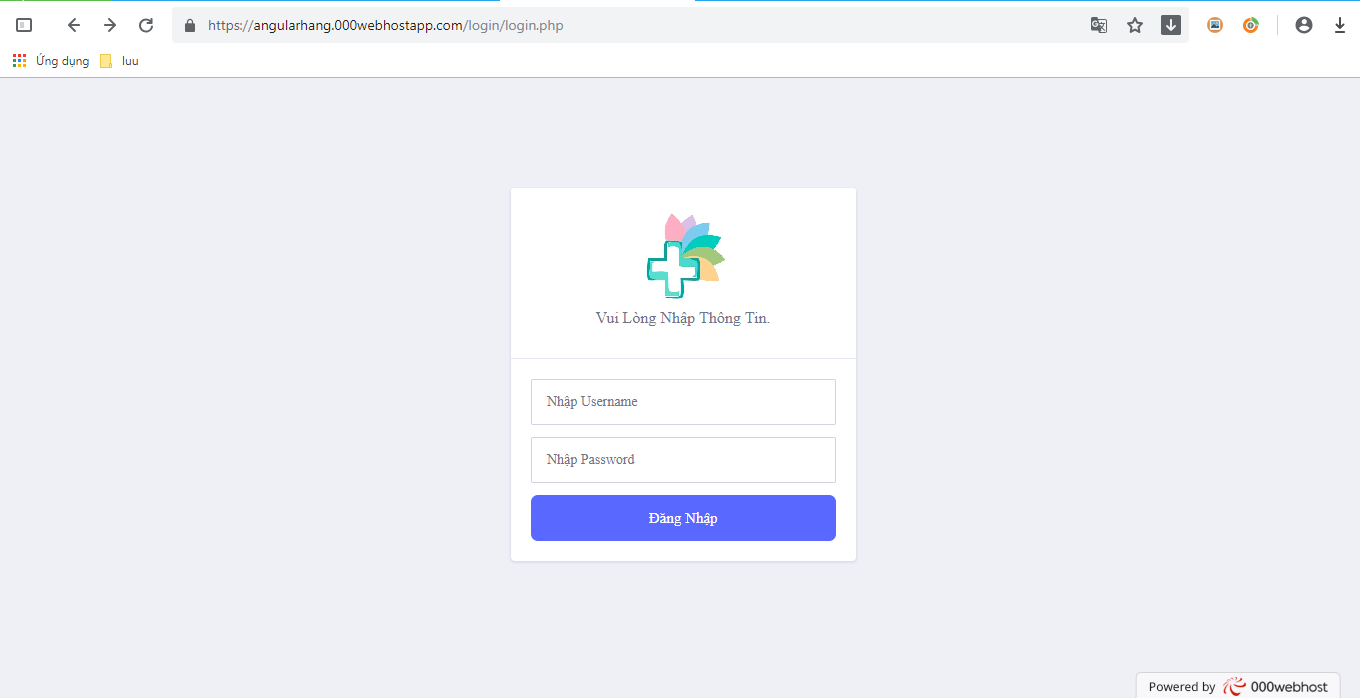 https://angularhang.000webhostapp.com/login/login.php
Ứng dụng luu
Vui Lòng Nhập Thông Tin.
Nhập Username
Nhập Password
Đăng Nhập
Powered by 000webhost